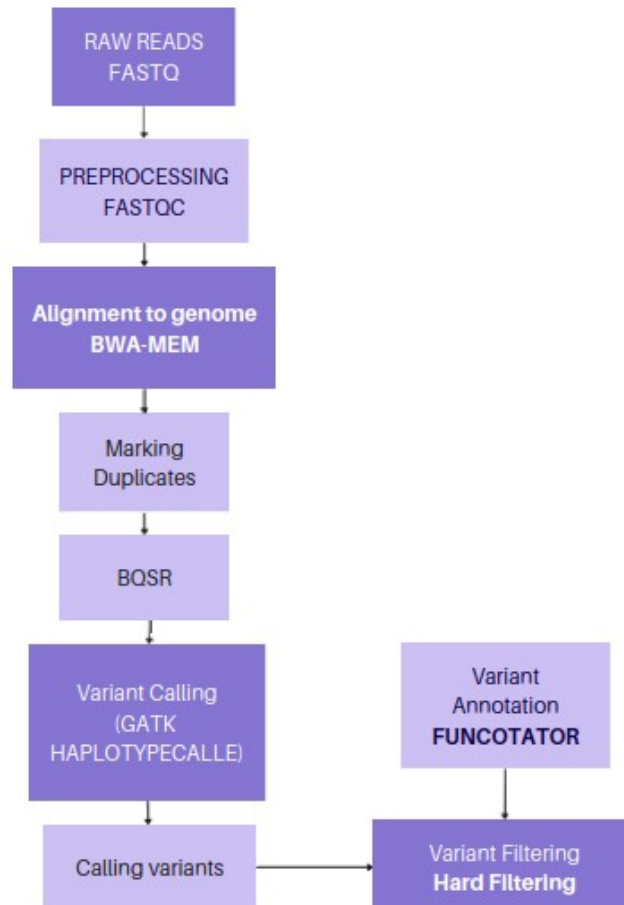 RAW READS
FASTQ
PREPROCESSING
FASTQC
Alignment to genome
BWA-MEM
Marking
Duplicates
BQSR
Variant Calling
(GATK
HAPLOTYPECALLE)
Calling variants
Variant
Annotation
FUNCOTATOR
Variant Filtering
Hard Filtering